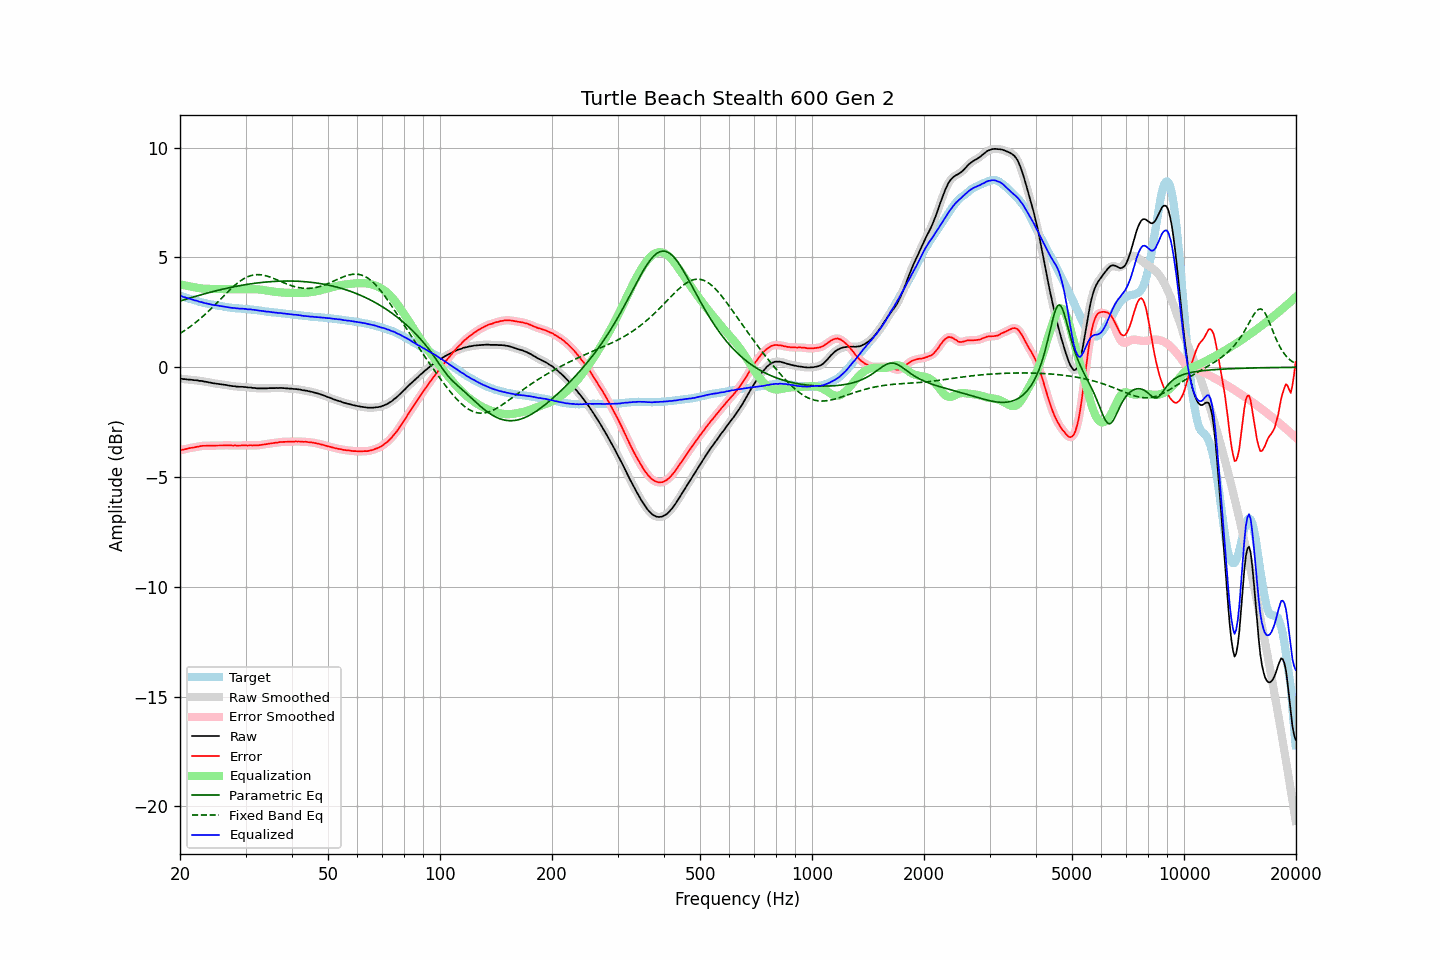 Turtle Beach Stealth 600 Gen 2
10
5
0
−5
−10
−15
−20
Amplitude (dBr)
Target
Raw Smoothed
Error Smoothed
Raw
Error
Equalization
Parametric Eq
Fixed Band Eq
Equalized
20 50 100 200 500 1000 2000 5000 10000 20000
Frequency (Hz)